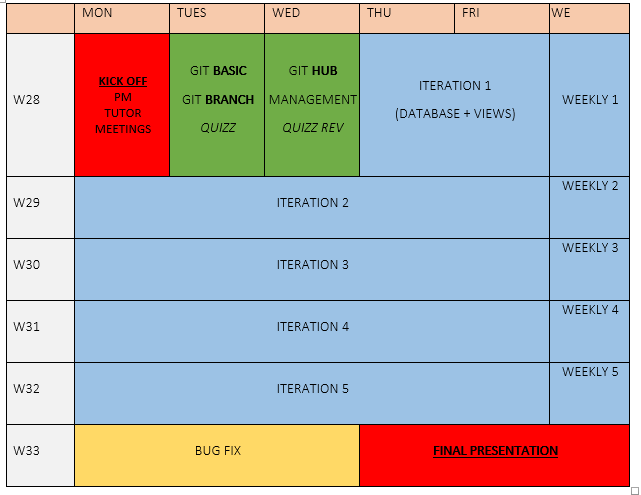 MON TUES WED THU FRI WE
W28
KICK OFF
PM
TUTOR
MEETINGS
GIT BASIC
GIT BRANCH
QUIZZ
GIT HUB
MANAGEMENT
QUIZZ REV
ITERATION 1
(DATABASE + VIEWS)
WEEKLY 1
W29
ITERATION 2
WEEKLY 2
W30
ITERATION 3
WEEKLY 3
W31
ITERATION 4
WEEKLY 4
W32
ITERATION 5
WEEKLY 5
W33
BUG FIX
FINAL PRESENTATION